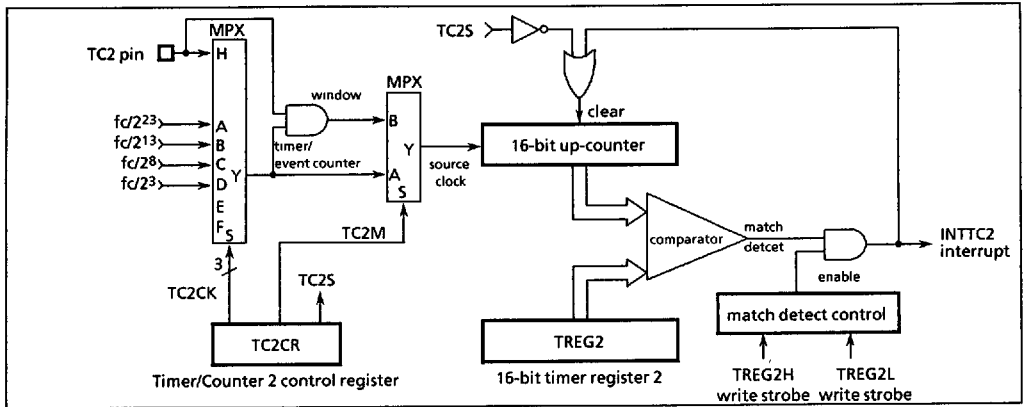 MPX
TC2 pin
H
fc/2²³
fc/2¹³
fc/2⁸
fc/2³
A
B
C
D
E
F
S
Y
window
timer/
event counter
MPX
B
Y
A
S
source
clock
TC2S
clear
16-bit up-counter
comparator
match
detcet
enable
INTTC2
interrupt
match detect control
TREG2H
write strobe
TREG2L
write strobe
TREG2
16-bit timer register 2
TC2M
TC2S
3
TC2CK
TC2CR
Timer/Counter 2 control register